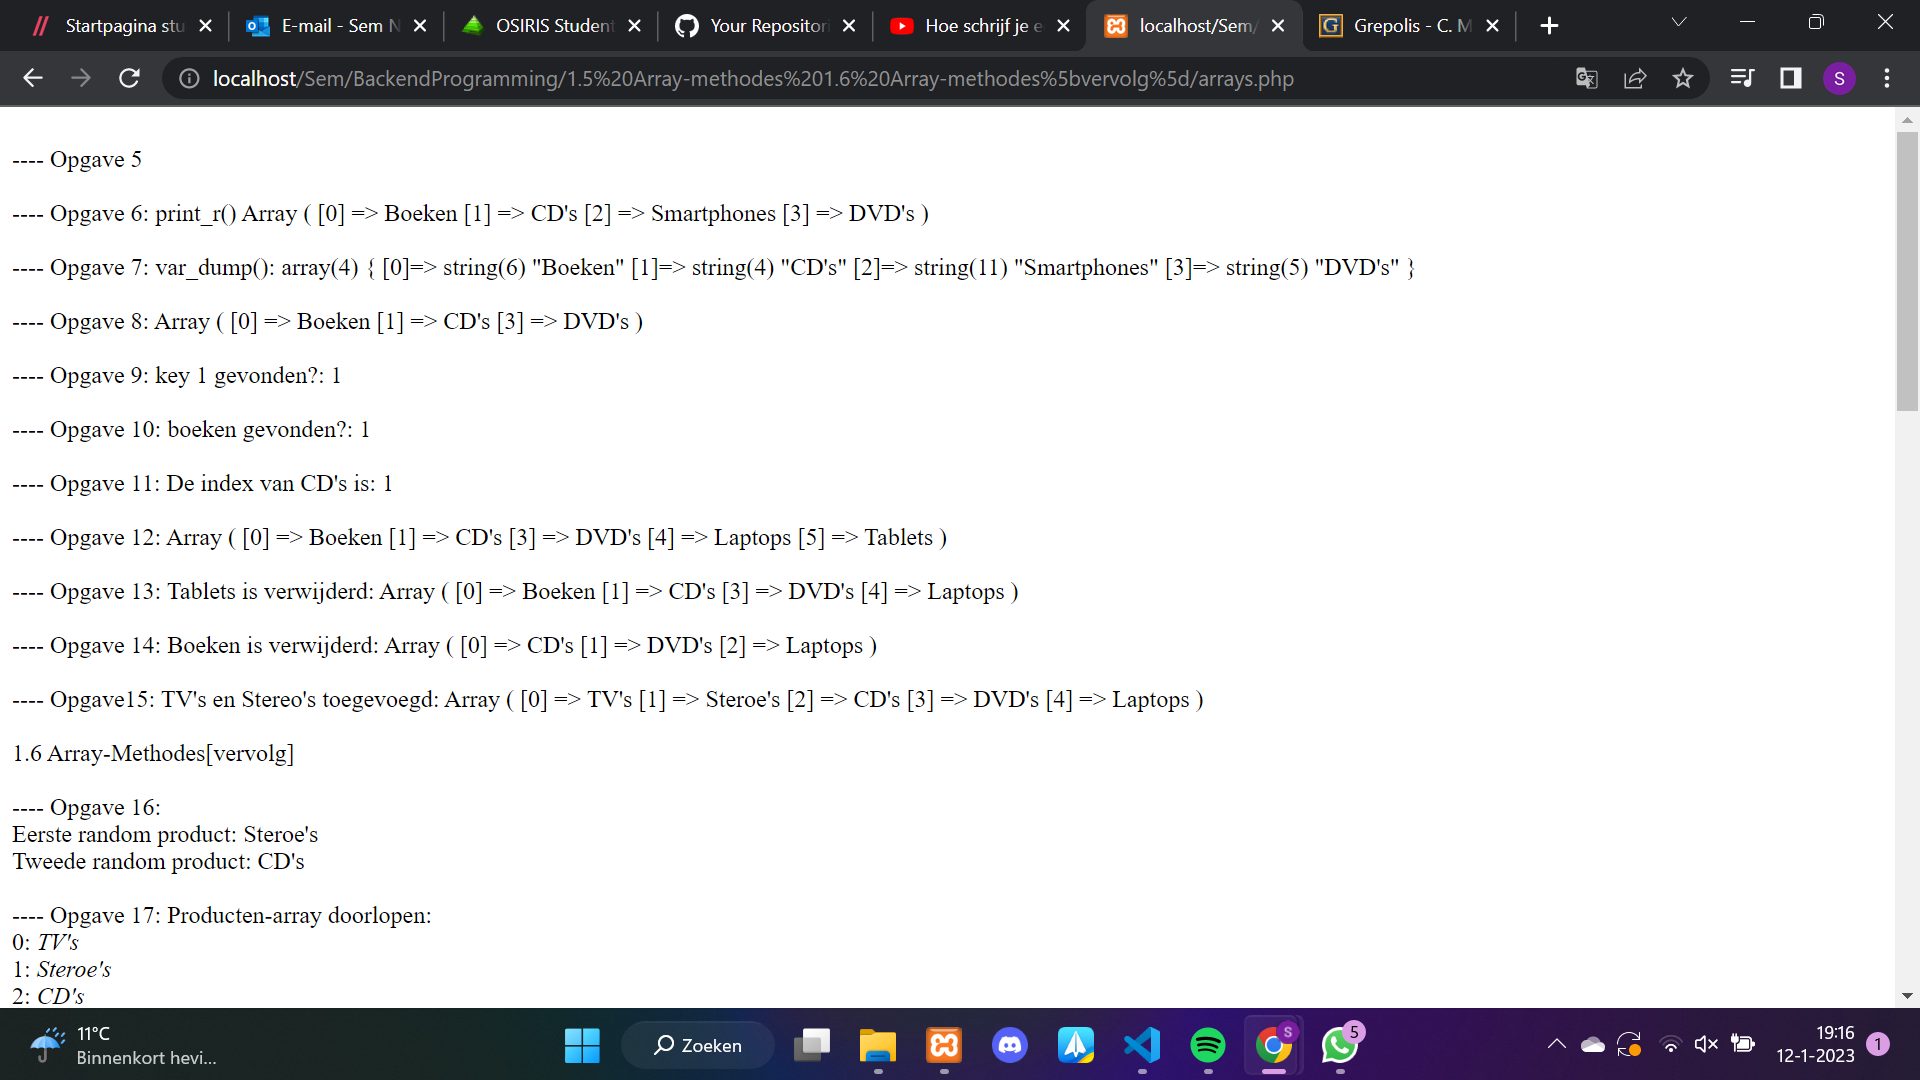 Startpagina stu
E-mail - Sem N
OSIRIS Student
Your Repositori
Hoe schrijf je e
localhost/Sem/
Grepolis - C. M
localhost/Sem/BackendProgramming/1.5%20Array-methodes%201.6%20Array-methodes%5bvervolg%5d/arrays.php
S
---- Opgave 5
---- Opgave 6: print_r() Array ( [0] => Boeken [1] => CD's [2] => Smartphones [3] => DVD's )
---- Opgave 7: var_dump(): array(4) { [0]=> string(6) "Boeken" [1]=> string(4) "CD's" [2]=> string(11) "Smartphones" [3]=> string(5) "DVD's" }
---- Opgave 8: Array ( [0] => Boeken [1] => CD's [3] => DVD's )
---- Opgave 9: key 1 gevonden?: 1
---- Opgave 10: boeken gevonden?: 1
---- Opgave 11: De index van CD's is: 1
---- Opgave 12: Array ( [0] => Boeken [1] => CD's [3] => DVD's [4] => Laptops [5] => Tablets )
---- Opgave 13: Tablets is verwijderd: Array ( [0] => Boeken [1] => CD's [3] => DVD's [4] => Laptops )
---- Opgave 14: Boeken is verwijderd: Array ( [0] => CD's [1] => DVD's [2] => Laptops )
---- Opgave15: TV's en Stereo's toegevoegd: Array ( [0] => TV's [1] => Steroe's [2] => CD's [3] => DVD's [4] => Laptops )
1.6 Array-Methodes[vervolg]
---- Opgave 16:
Eerste random product: Steroe's
Tweede random product: CD's
---- Opgave 17: Producten-array doorlopen:
0: TV's
1: Steroe's
2: CD's
11°C
Binnenkort hevi...
Zoeken
S
5
19:16
12-1-2023
1